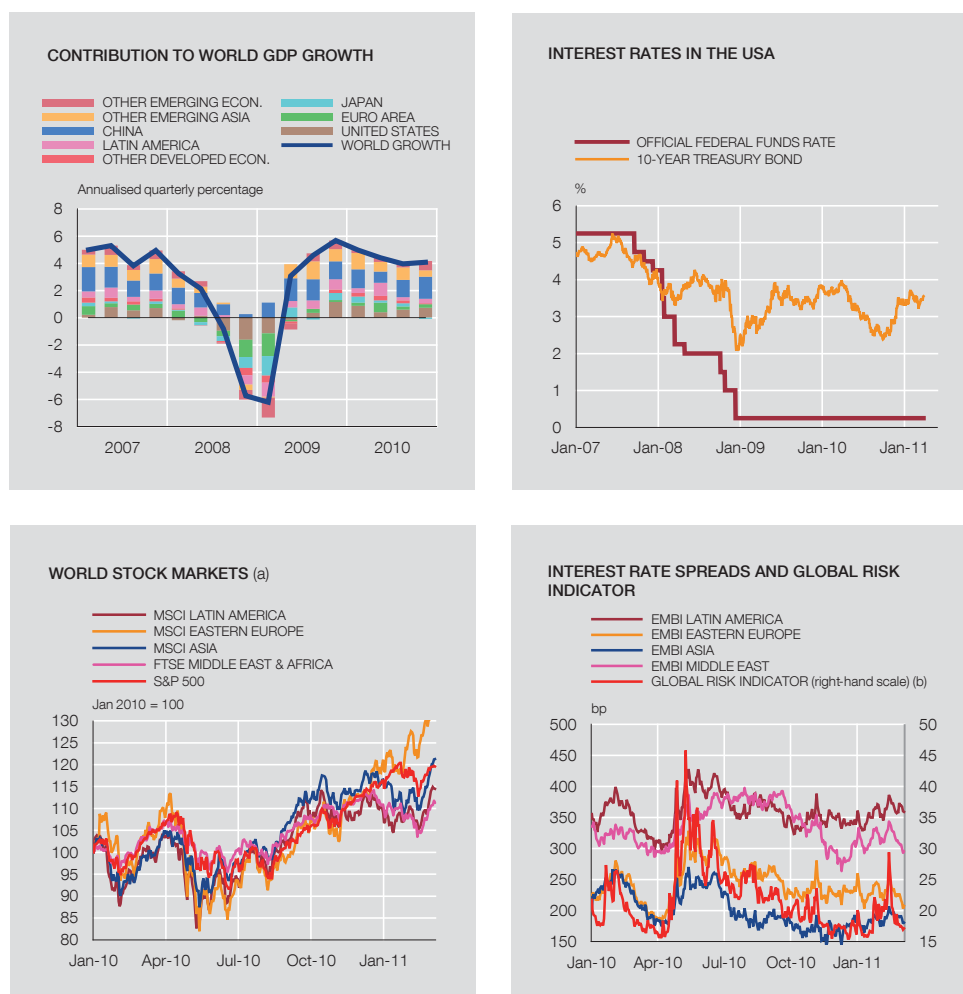 CONTRIBUTION TO WORLD GDP GROWTH
OTHER EMERGING ECON.
OTHER EMERGING ASIA
CHINA
LATIN AMERICA
OTHER DEVELOPED ECON.
JAPAN
EURO AREA
UNITED STATES
WORLD GROWTH
Annualised quarterly percentage
8
6
4
2
0
-2
-4
-6
-8
2007 2008 2009 2010
INTEREST RATES IN THE USA
OFFICIAL FEDERAL FUNDS RATE
10-YEAR TREASURY BOND
%
6
5
4
3
2
1
0
Jan-07 Jan-08 Jan-09 Jan-10 Jan-11
WORLD STOCK MARKETS (a)
MSCI LATIN AMERICA
MSCI EASTERN EUROPE
MSCI ASIA
FTSE MIDDLE EAST & AFRICA
S&P 500
Jan 2010 = 100
130
125
120
115
110
105
100
95
90
85
80
Jan-10 Apr-10 Jul-10 Oct-10 Jan-11
INTEREST RATE SPREADS AND GLOBAL RISK
INDICATOR
EMBI LATIN AMERICA
EMBI EASTERN EUROPE
EMBI ASIA
EMBI MIDDLE EAST
GLOBAL RISK INDICATOR (right-hand scale) (b)
bp
500 50
450 45
400 40
350 35
300 30
250 25
200 20
150 15
Jan-10 Apr-10 Jul-10 Oct-10 Jan-11